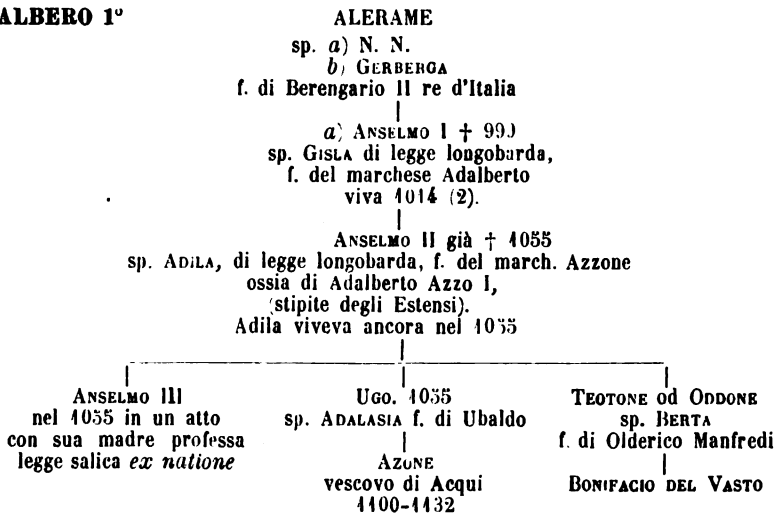 ALBERO 1º
ALERAME
sp. a) N. N.
b) GERBERGA
f. di Berengario II re d'Italia
a) ANSELMO I † 990
sp. GISLA di legge longobarda,
f. del marchese Adalberto
viva 1014 (2).
ANSELMO II già † 1055
sp. ADILA, di legge longobarda, f. del march. Azzone
ossia di Adalberto Azzo I,
(stipite degli Estensi).
Adila viveva ancora nel 1055
ANSELMO III
nel 1055 in un atto
con sua madre professa
legge salica ex natione
UGO. 1055
sp. ADALASIA f. di Ubaldo
AZONE
vescovo di Acqui
1100-1132
TEOTONE od ODDONE
sp. BERTA
f. di Olderico Manfredi
BONIFACIO DEL VASTO